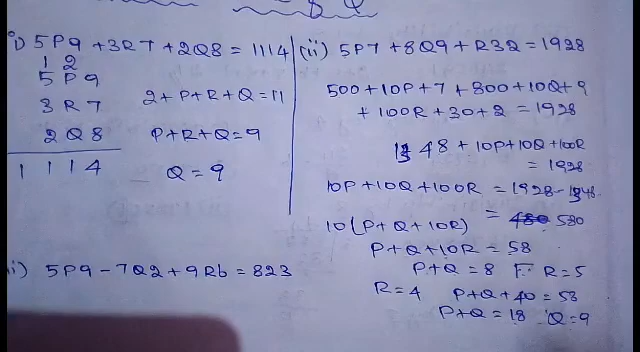 i) 5P9 + 3R7 + 2Q8 = 1114
1 2
5P9
3R7
2Q8
1 1 1 4
2+P+R+Q=11
P+R+Q=9
Q=9
ii) 5P9 - 7Q2 + 9Rb = 823
(ii) 5P7 + 8Q9 + R32 = 1928
500+10P+7+800+10Q+9
+100R+30+2 = 1928
1348 + 10P+10Q+100R
= 1928
10P+10Q+100R = 1928-1348
10(P+Q+10R) = 580
P+Q+10R = 58
P+Q = 8 R=5
R=4 P+Q+40=58
P+Q=18 Q=9